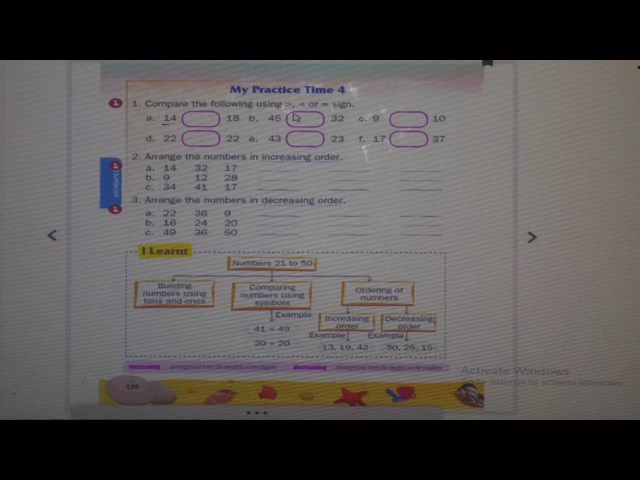 My Practice Time 4
1. Compare the following using >, < or = sign.
a. 14 18 b. 45 32 c. 9 10
d. 22 22 e. 43 23 f. 17 37
2. Arrange the numbers in increasing order.
a. 14 32 17
b. 9 12 28
c. 34 41 17
3. Arrange the numbers in decreasing order.
a. 22 36 9
b. 16 24 20
c. 49 36 50
I Learnt
Numbers 21 to 50
Building numbers using tens and ones
Comparing numbers using symbols
Ordering of numbers
Example
41 < 49
20 = 20
Increasing order
Decreasing order
Example Example
13, 19, 42 50, 25, 15
increasing decreasing
Activate Windows
to Settings to activate Windows